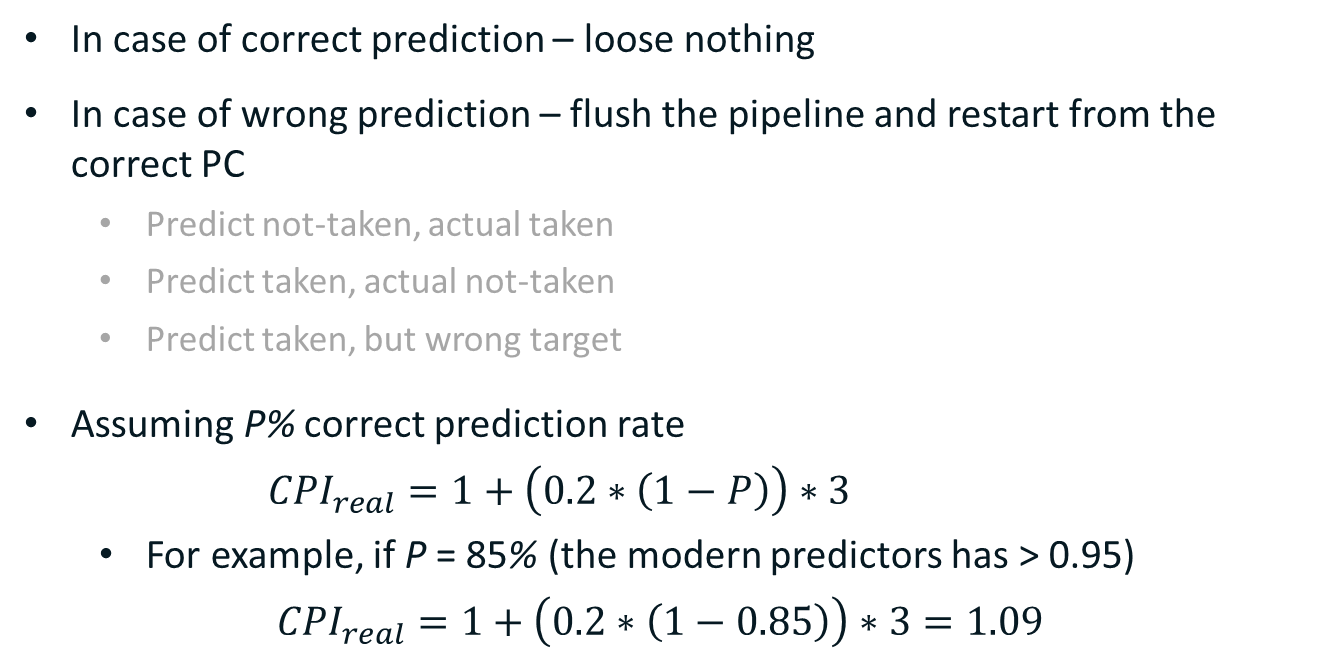 • In case of correct prediction – loose nothing
• In case of wrong prediction – flush the pipeline and restart from the
correct PC
• Predict not-taken, actual taken
• Predict taken, actual not-taken
• Predict taken, but wrong target
• Assuming P% correct prediction rate
CPI_real = 1 + (0.2 * (1 − P)) * 3
• For example, if P = 85% (the modern predictors has > 0.95)
CPI_real = 1 + (0.2 * (1 − 0.85)) * 3 = 1.09